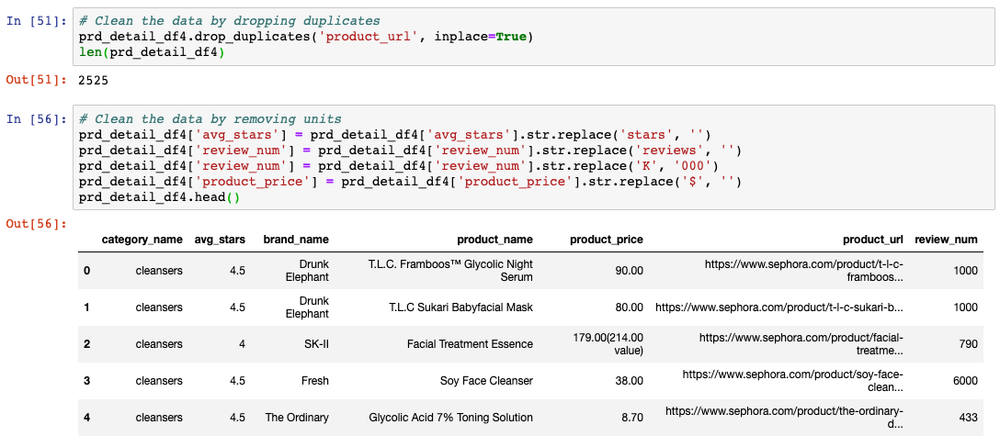 In [51]: # Clean the data by dropping duplicates
prd_detail_df4.drop_duplicates('product_url', inplace=True)
len(prd_detail_df4)
Out[51]: 2525
In [56]: # Clean the data by removing units
prd_detail_df4['avg_stars'] = prd_detail_df4['avg_stars'].str.replace('stars', '')
prd_detail_df4['review_num'] = prd_detail_df4['review_num'].str.replace('reviews', '')
prd_detail_df4['review_num'] = prd_detail_df4['review_num'].str.replace('K', '000')
prd_detail_df4['product_price'] = prd_detail_df4['product_price'].str.replace('$', '')
prd_detail_df4.head()
Out[56]:
category_name avg_stars brand_name product_name product_price product_url review_num
0 cleansers 4.5 Drunk Elephant T.L.C. Framboos™ Glycolic Night Serum 90.00 https://www.sephora.com/product/t-l-c-framboos... 1000
1 cleansers 4.5 Drunk Elephant T.L.C Sukari Babyfacial Mask 80.00 https://www.sephora.com/product/t-l-c-sukari-b... 1000
2 cleansers 4 SK-II Facial Treatment Essence 179.00(214.00 value) https://www.sephora.com/product/facial-treatme... 790
3 cleansers 4.5 Fresh Soy Face Cleanser 38.00 https://www.sephora.com/product/soy-face-clean... 6000
4 cleansers 4.5 The Ordinary Glycolic Acid 7% Toning Solution 8.70 https://www.sephora.com/product/the-ordinary-d... 433